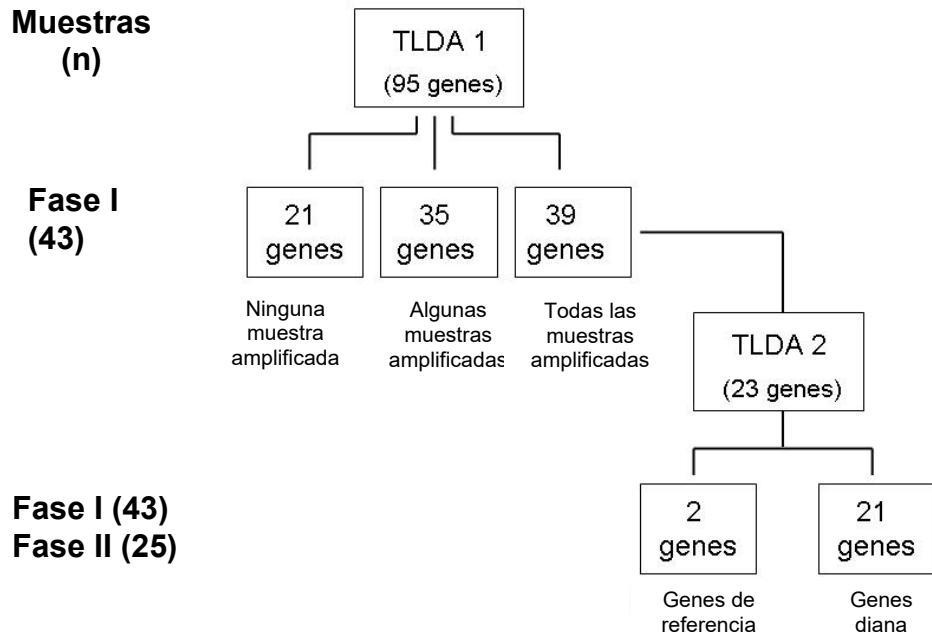 Muestras
(n)
TLDA 1
(95 genes)
Fase I
(43)
21
genes
35
genes
39
genes
Ninguna
muestra
amplificada
Algunas
muestras
amplificadas
Todas las
muestras
amplificadas
TLDA 2
(23 genes)
Fase I (43)
Fase II (25)
2
genes
21
genes
Genes de
referencia
Genes
diana